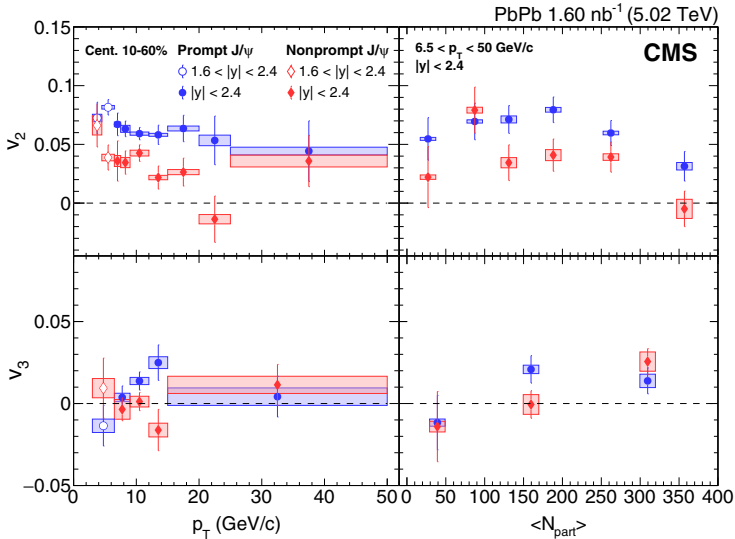 PbPb 1.60 nb⁻¹ (5.02 TeV)
0.15
Cent. 10-60% Prompt J/ψ Nonprompt J/ψ
1.6 < |y| < 2.4 1.6 < |y| < 2.4
|y| < 2.4 |y| < 2.4
6.5 < p_T < 50 GeV/c
|y| < 2.4
CMS
0.1
v₂
0.05
0
0.05
v₃
0
−0.05
0 10 20 30 40 50
p_T (GeV/c)
0 50 100 150 200 250 300 350 400
<N_part>